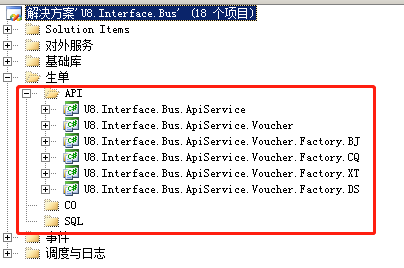 解决方案'U8.Interface.Bus' (18 个项目)
Solution Items
对外服务
基础库
生单
API
U8.Interface.Bus.ApiService
U8.Interface.Bus.ApiService.Voucher
U8.Interface.Bus.ApiService.Voucher.Factory.BJ
U8.Interface.Bus.ApiService.Voucher.Factory.CQ
U8.Interface.Bus.ApiService.Voucher.Factory.XT
U8.Interface.Bus.ApiService.Voucher.Factory.DS
CO
SQL
事件
调度与日志